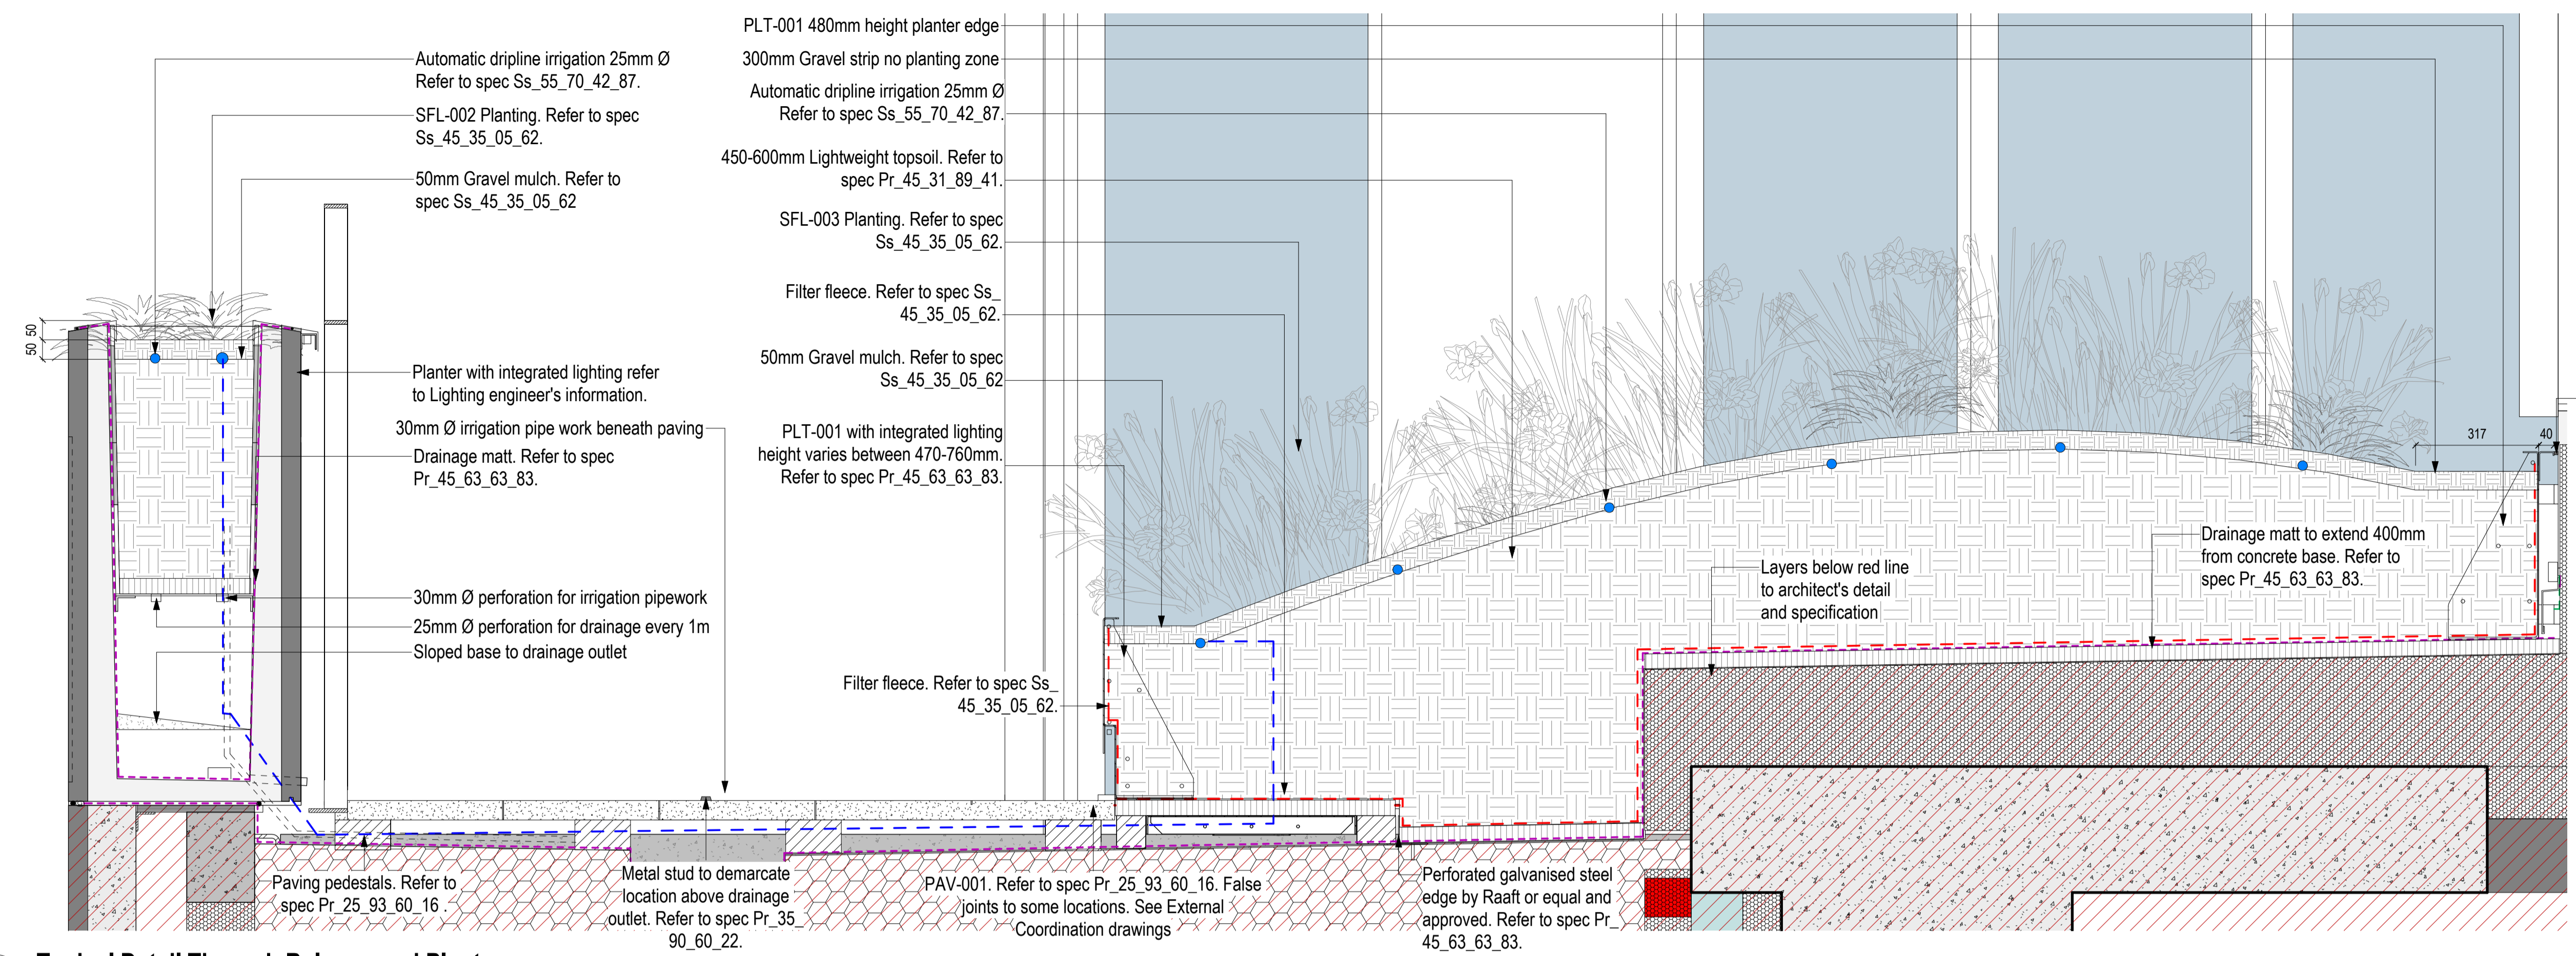 Automatic dripline irrigation 25mm Ø
Refer to spec Ss_55_70_42_87.
SFL-002 Planting. Refer to spec
Ss_45_35_05_62.
50mm Gravel mulch. Refer to
spec Ss_45_35_05_62
50
50
Planter with integrated lighting refer
to Lighting engineer's information.
30mm Ø irrigation pipe work beneath paving
Drainage matt. Refer to spec
Pr_45_63_63_83.
30mm Ø perforation for irrigation pipework
25mm Ø perforation for drainage every 1m
Sloped base to drainage outlet
PLT-001 480mm height planter edge
300mm Gravel strip no planting zone
Automatic dripline irrigation 25mm Ø
Refer to spec Ss_55_70_42_87.
450-600mm Lightweight topsoil. Refer to
spec Pr_45_31_89_41.
SFL-003 Planting. Refer to spec
Ss_45_35_05_62.
Filter fleece. Refer to spec Ss_
45_35_05_62.
50mm Gravel mulch. Refer to spec
Ss_45_35_05_62
PLT-001 with integrated lighting
height varies between 470-760mm.
Refer to spec Pr_45_63_63_83.
Filter fleece. Refer to spec Ss_
45_35_05_62.
317
40
Layers below red line
to architect's detail
and specification
Drainage matt to extend 400mm
from concrete base. Refer to
spec Pr_45_63_63_83.
Paving pedestals. Refer to
spec Pr_25_93_60_16 .
Metal stud to demarcate
location above drainage
outlet. Refer to spec Pr_35_
90_60_22.
PAV-001. Refer to spec Pr_25_93_60_16. False
joints to some locations. See External
Coordination drawings
Perforated galvanised steel
edge by Raaft or equal and
approved. Refer to spec Pr_
45_63_63_83.